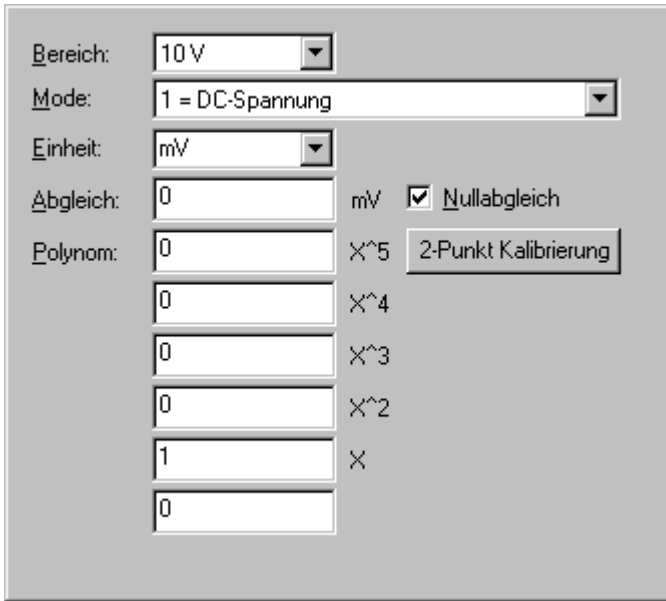 Bereich: 10 V
Mode: 1 = DC-Spannung
Einheit: mV
Abgleich: 0 mV Nullabgleich
Polynom: 0 X^5 2-Punkt Kalibrierung
0 X^4
0 X^3
0 X^2
1 X
0